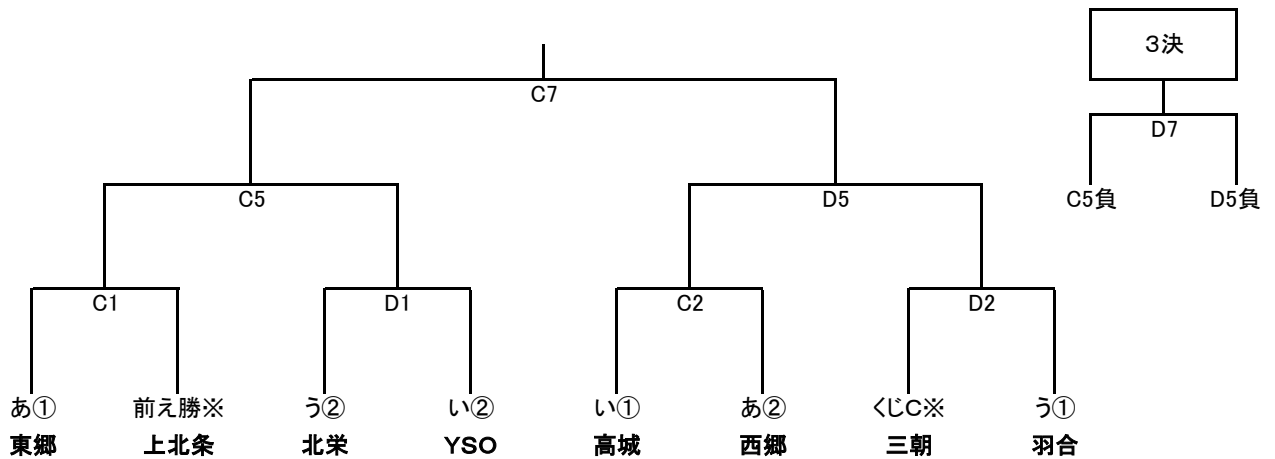 ３決
C7
D7
C5
D5
C5負
D5負
C1
D1
C2
D2
あ①
前え勝※
う②
い②
い①
あ②
くじC※
う①
東郷
上北条
北栄
YSO
高城
西郷
三朝
羽合